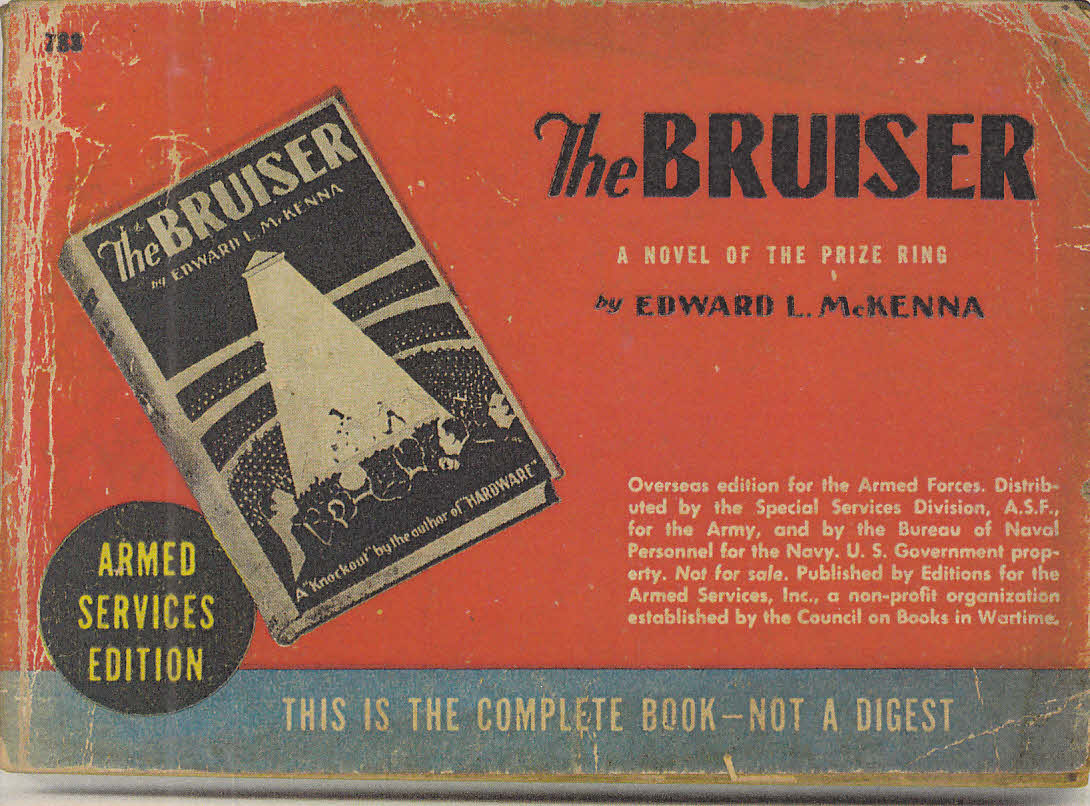 The BRUISER
A NOVEL OF THE PRIZE RING
by EDWARD L. McKENNA
The BRUISER
by EDWARD L. McKENNA
A "Knockout" by the author of "HARDWARE"
Overseas edition for the Armed Forces. Distrib-
uted by the Special Services Division, A.S.F.,
for the Army, and by the Bureau of Naval
Personnel for the Navy. U. S. Government prop-
erty. Not for sale. Published by Editions for the
Armed Services, Inc., a non-profit organization
established by the Council on Books in Wartime.
ARMED
SERVICES
EDITION
THIS IS THE COMPLETE BOOK—NOT A DIGEST